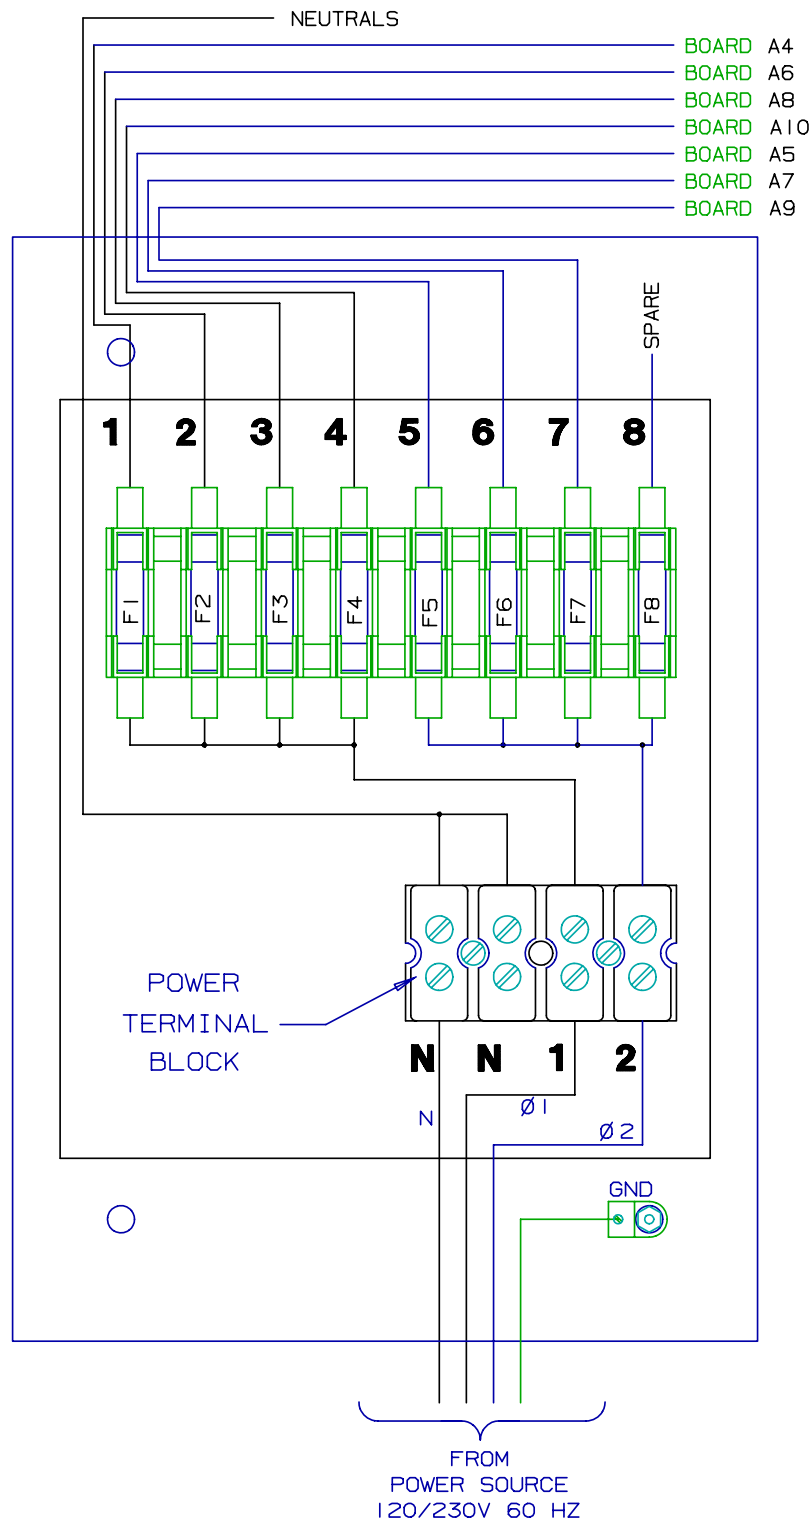 NEUTRALS
BOARD A4
BOARD A6
BOARD A8
BOARD A10
BOARD A5
BOARD A7
BOARD A9
SPARE
1 2 3 4 5 6 7 8
F1 F2 F3 F4 F5 F6 F7 F8
POWER
TERMINAL
BLOCK
N N 1 2
N
Ø1
Ø2
GND
FROM
POWER SOURCE
120/230V 60 HZ